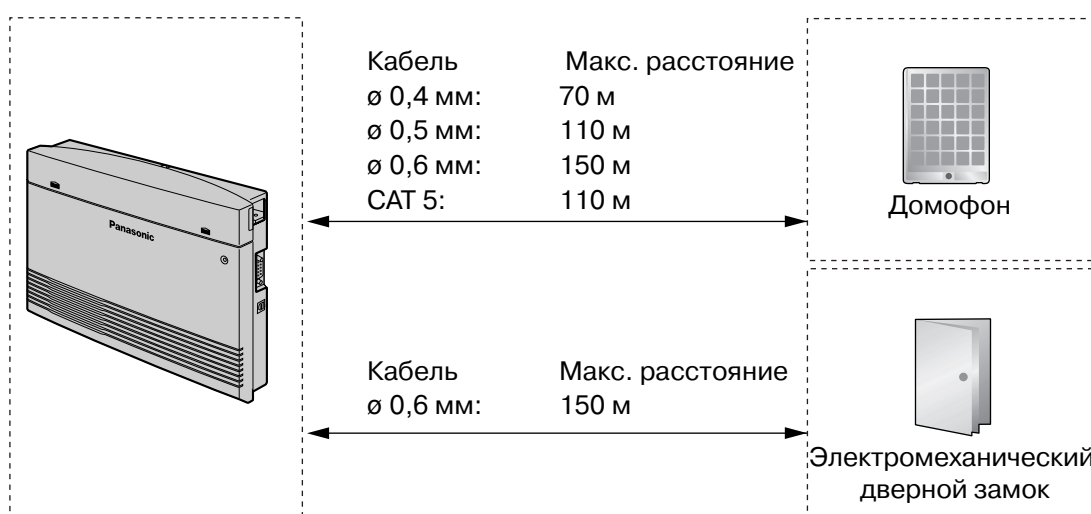 Кабель Макс. расстояние
ø 0,4 мм: 70 м
ø 0,5 мм: 110 м
ø 0,6 мм: 150 м
CAT 5: 110 м
Домофон
Panasonic
Кабель Макс. расстояние
ø 0,6 мм: 150 м
Электромеханический
дверной замок